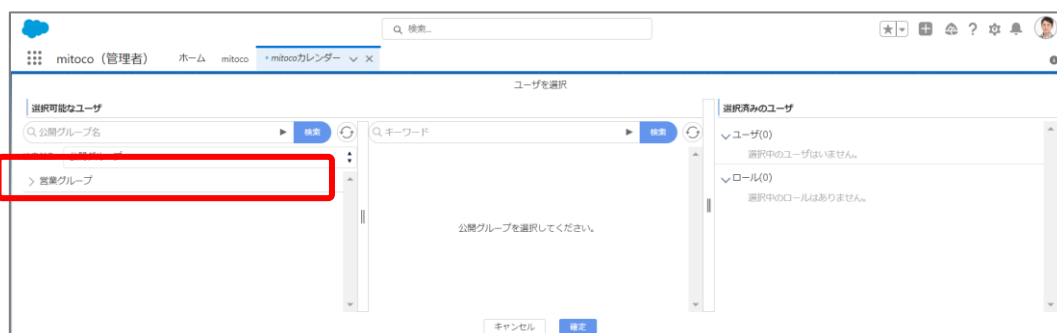 検索...
mitoco（管理者）
ホーム
mitoco
* mitocoカレンダー
ユーザを選択
選択可能なユーザ
公開グループ名
検索
キーワード
検索
公開グループ
> 営業グループ
公開グループを選択してください。
選択済みのユーザ
ユーザ(0)
選択中のユーザはいません。
ロール(0)
選択中のロールはありません。
キャンセル
確定